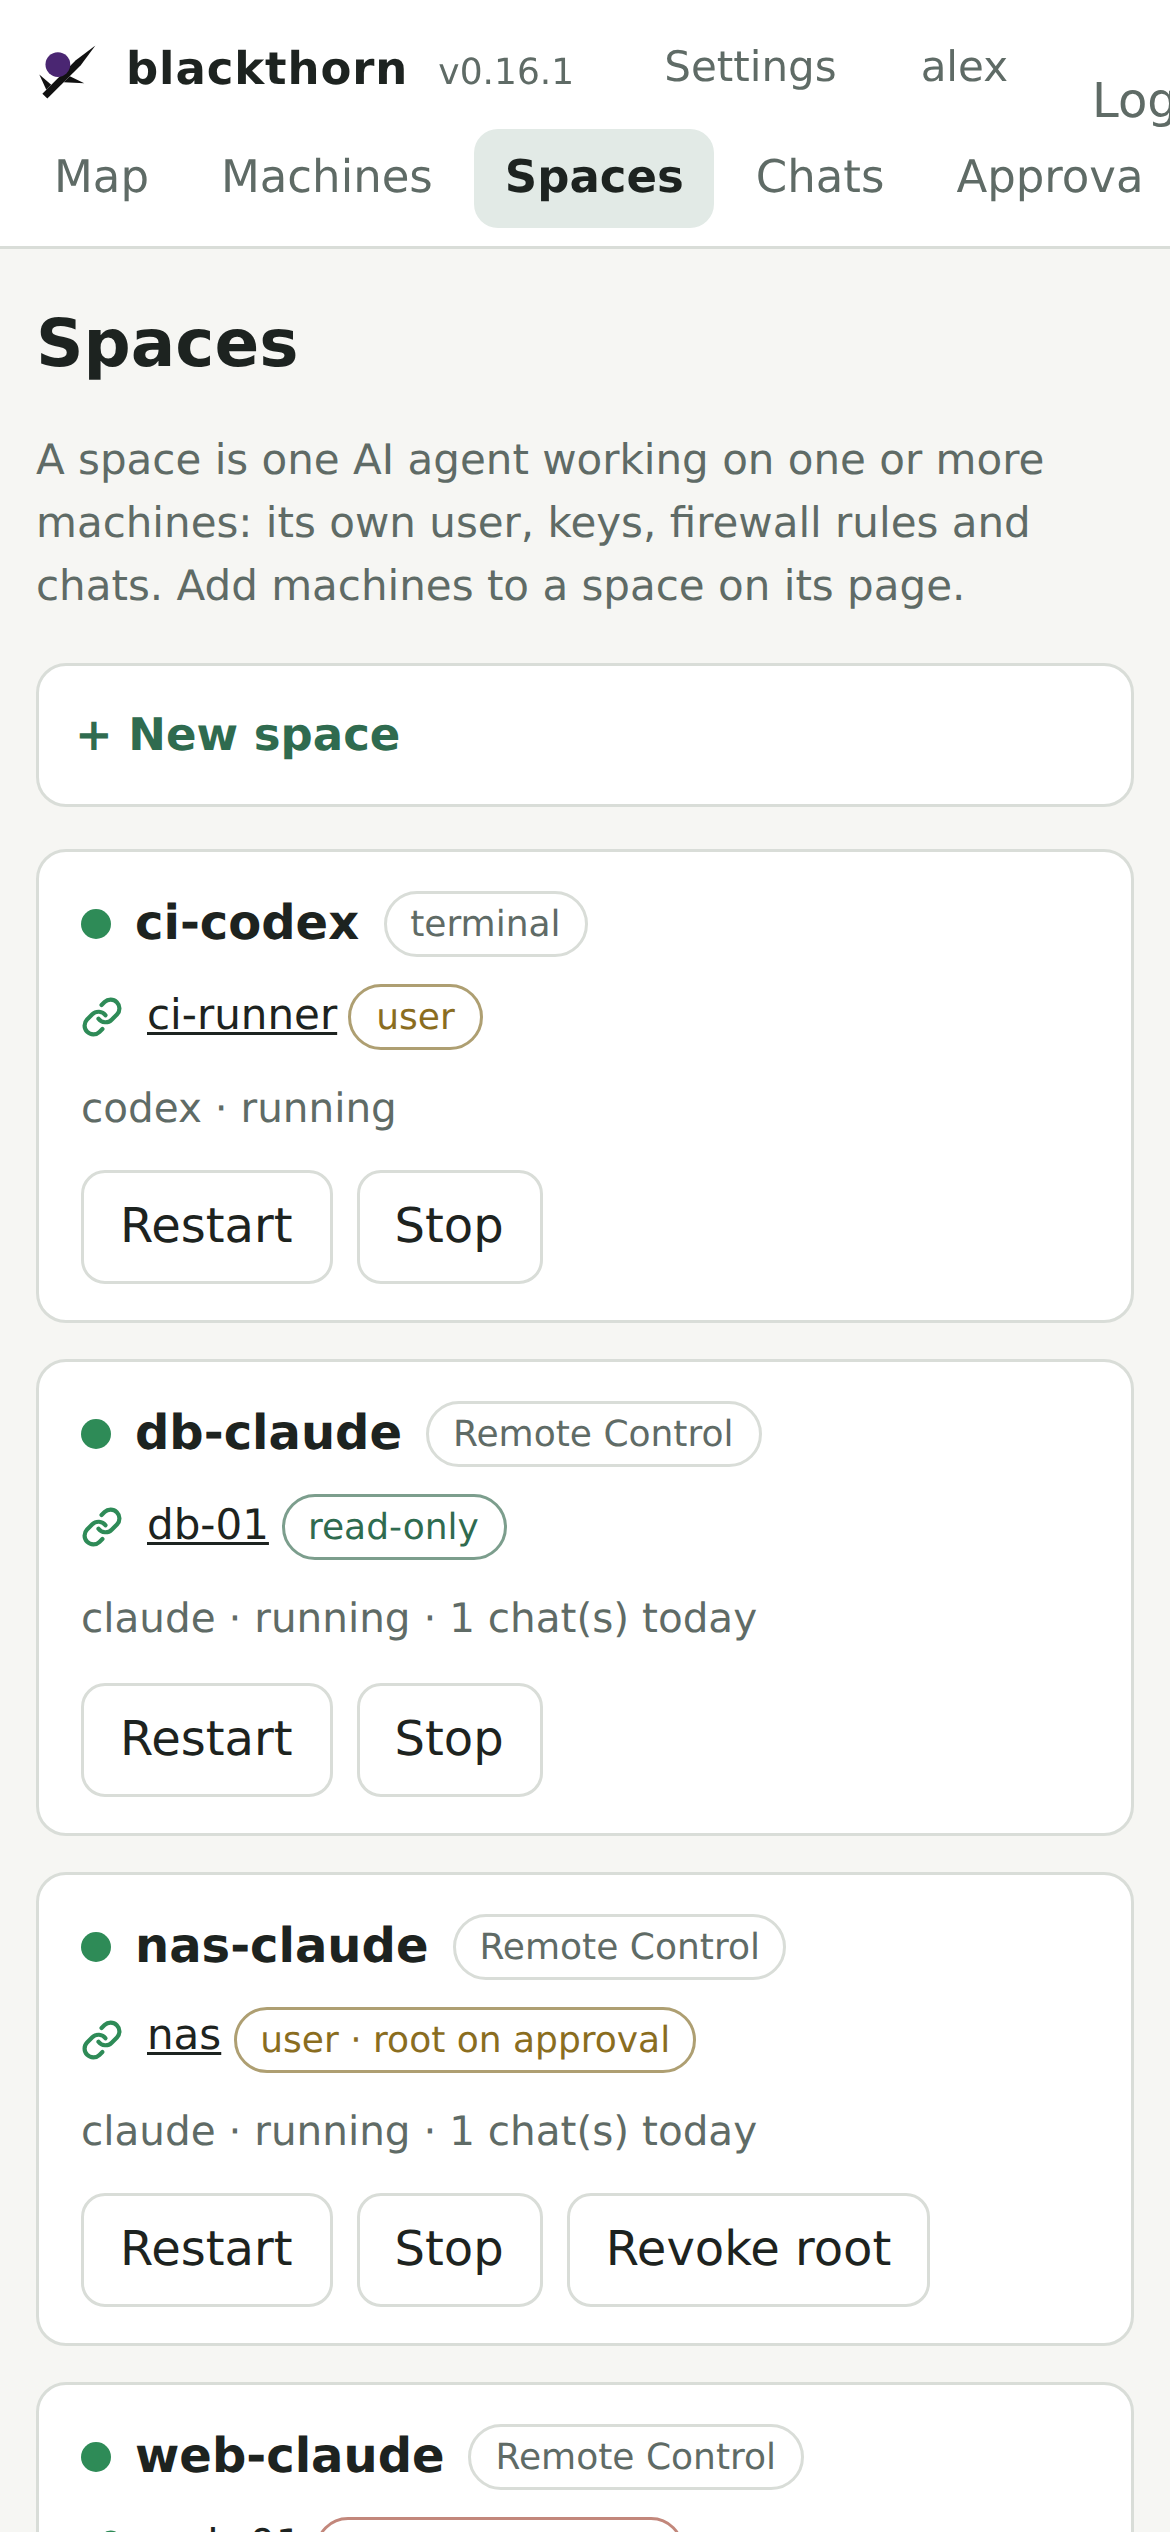 blackthorn v0.16.1 Settings alex Log
Map Machines Spaces Chats Approva
Spaces
A space is one AI agent working on one or more
machines: its own user, keys, firewall rules and
chats. Add machines to a space on its page.
+ New space
ci-codex terminal
ci-runner user
codex · running
Restart Stop
db-claude Remote Control
db-01 read-only
claude · running · 1 chat(s) today
Restart Stop
nas-claude Remote Control
nas user · root on approval
claude · running · 1 chat(s) today
Restart Stop Revoke root
web-claude Remote Control